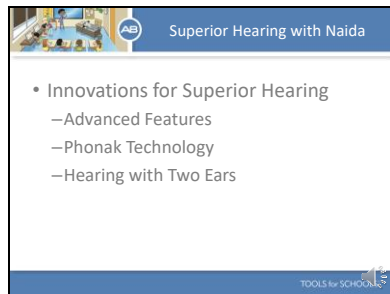 AB
Superior Hearing with Naida
• Innovations for Superior Hearing
–Advanced Features
–Phonak Technology
–Hearing with Two Ears
TOOLS for SCHOOLS